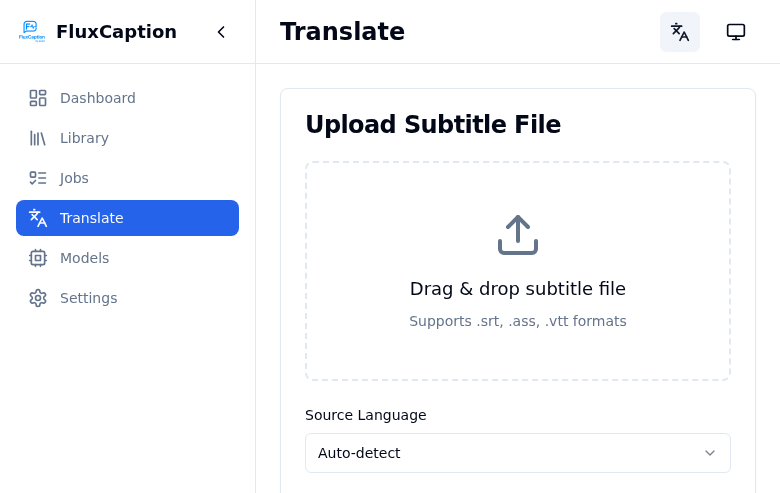 FluxCaption
FluxCaption
Translate
Dashboard
Library
Jobs
Translate
Models
Settings
Upload Subtitle File
Drag & drop subtitle file
Supports .srt, .ass, .vtt formats
Source Language
Auto-detect